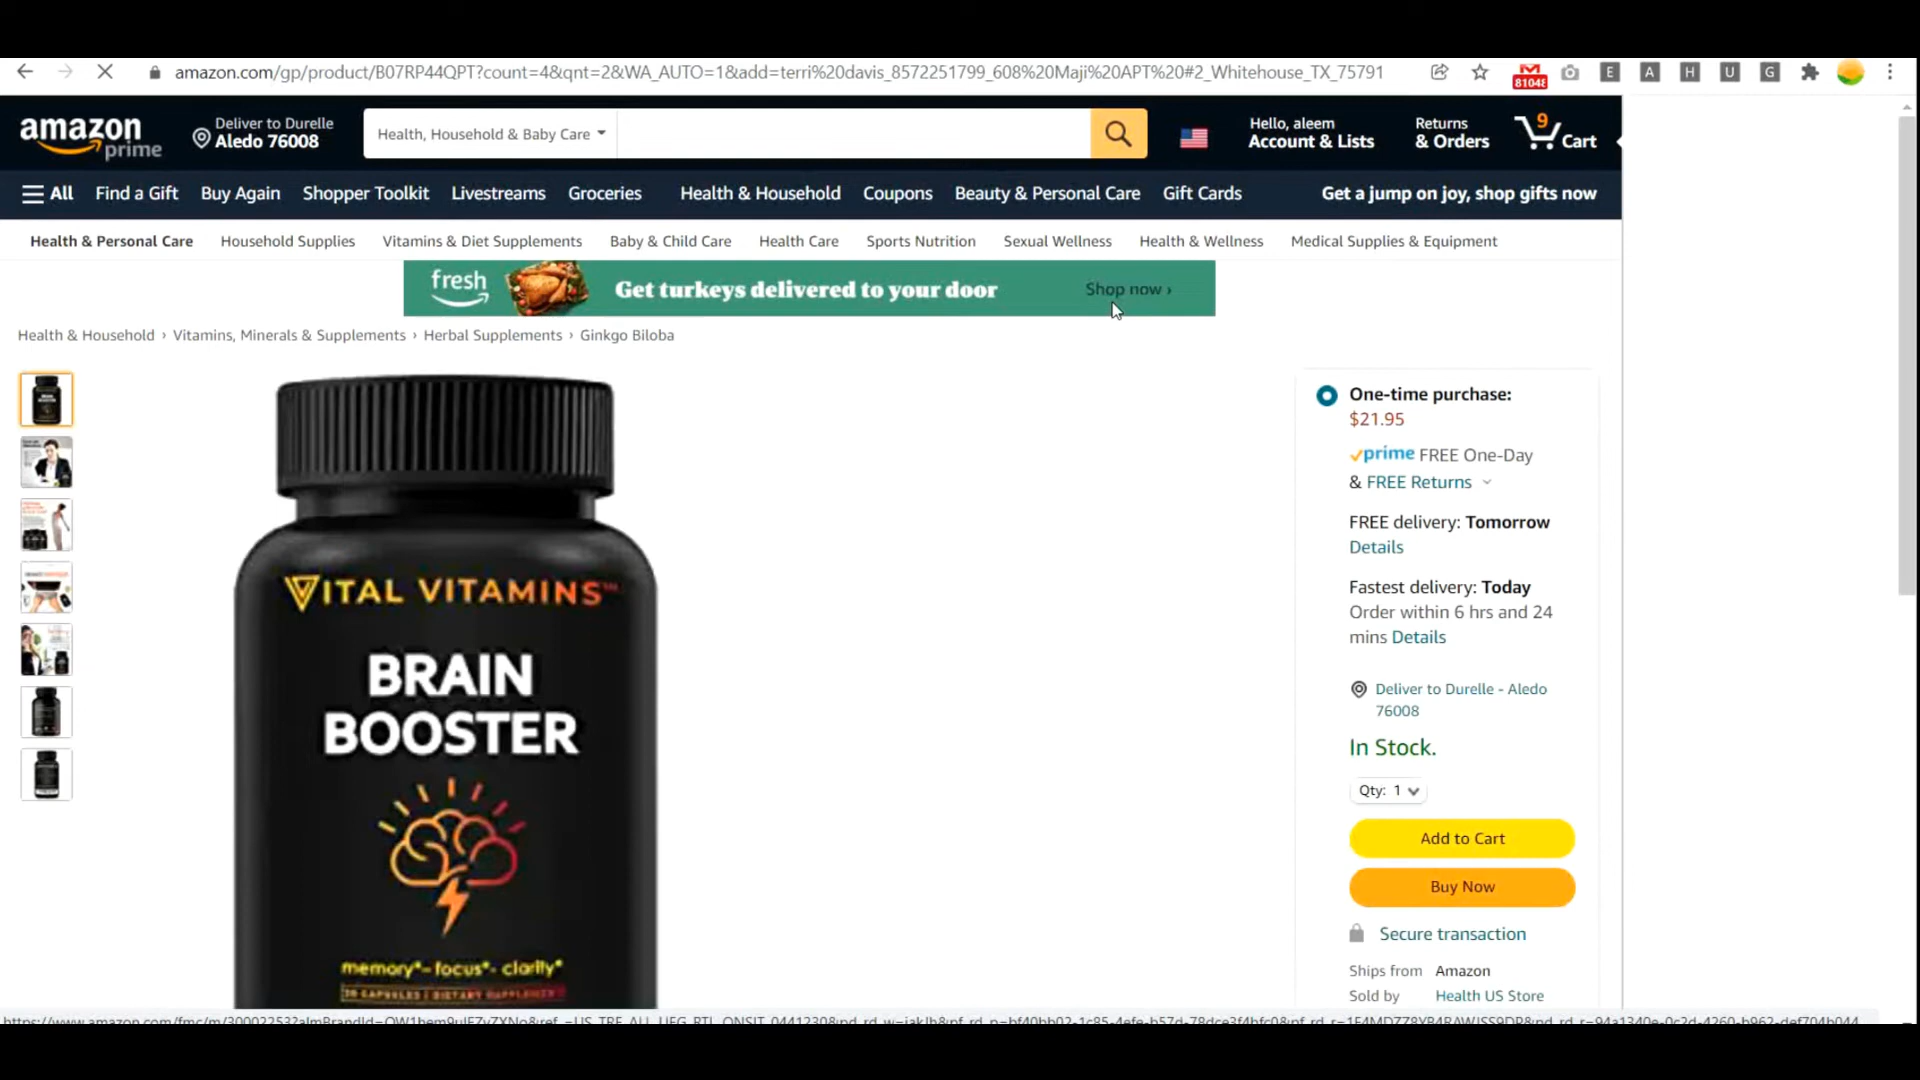 amazon.com/gp/product/B07RP44QPT?count=4&qnt=2&WA_AUTO=1&add=terri%20davis_8572251799_608%20Maji%20APT%20#2_Whitehouse_TX_75791
81048
E A H U G
amazon prime
Deliver to Durelle
Aledo 76008
Health, Household & Baby Care
Hello, aleem
Account & Lists
Returns
& Orders
9
Cart
All Find a Gift Buy Again Shopper Toolkit Livestreams Groceries Health & Household Coupons Beauty & Personal Care Gift Cards Get a jump on joy, shop gifts now
Health & Personal Care Household Supplies Vitamins & Diet Supplements Baby & Child Care Health Care Sports Nutrition Sexual Wellness Health & Wellness Medical Supplies & Equipment
fresh Get turkeys delivered to your door Shop now ›
Health & Household › Vitamins, Minerals & Supplements › Herbal Supplements › Ginkgo Biloba
VITAL VITAMINS™
BRAIN
BOOSTER
memory*- focus*- clarity*
One-time purchase:
$21.95
prime FREE One-Day
& FREE Returns
FREE delivery: Tomorrow
Details
Fastest delivery: Today
Order within 6 hrs and 24
mins Details
Deliver to Durelle - Aledo
76008
In Stock.
Qty: 1
Add to Cart
Buy Now
Secure transaction
Ships from Amazon
Sold by Health US Store